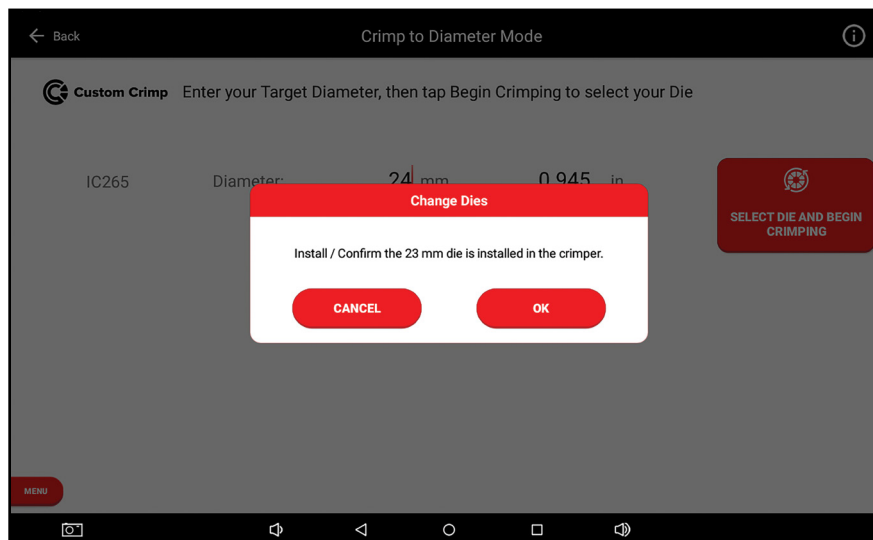 Back
Crimp to Diameter Mode
Custom Crimp Enter your Target Diameter, then tap Begin Crimping to select your Die
IC265 Diameter: 24 mm 0.945 in
SELECT DIE AND BEGIN
CRIMPING
Change Dies
Install / Confirm the 23 mm die is installed in the crimper.
CANCEL OK
MENU